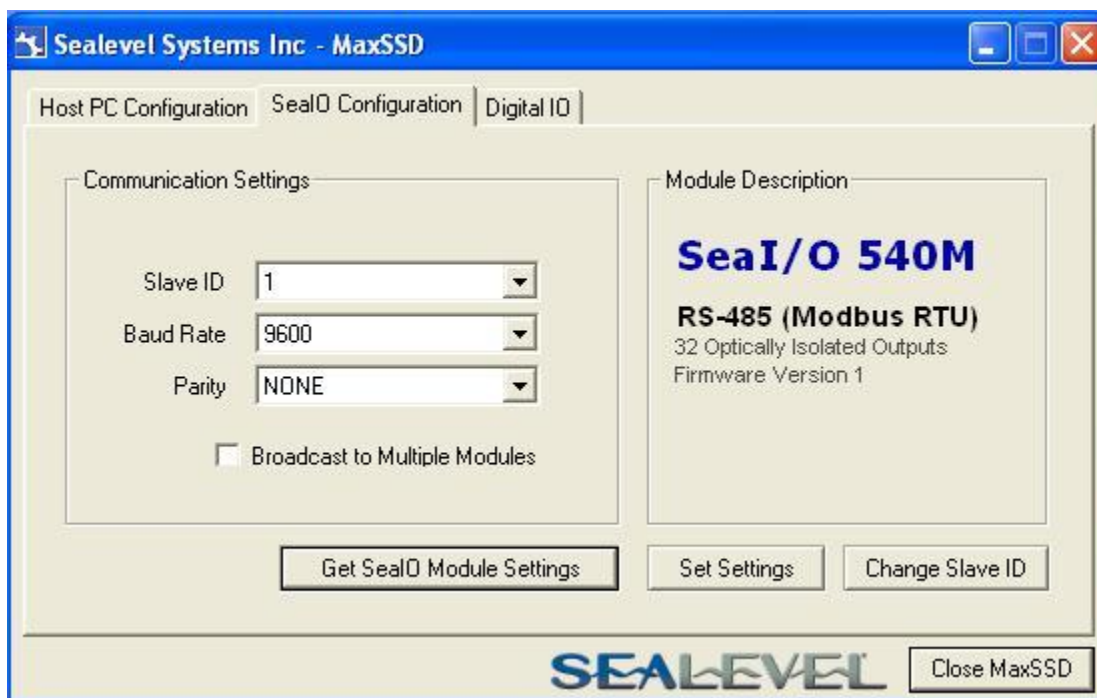 Sealevel Systems Inc - MaxSSD
Host PC Configuration
SeaIO Configuration
Digital IO
Communication Settings
Slave ID
1
Baud Rate
9600
Parity
NONE
Broadcast to Multiple Modules
Module Description
SeaI/O 540M
RS-485 (Modbus RTU)
32 Optically Isolated Outputs
Firmware Version 1
Get SeaIO Module Settings
Set Settings
Change Slave ID
SEALEVEL
Close MaxSSD